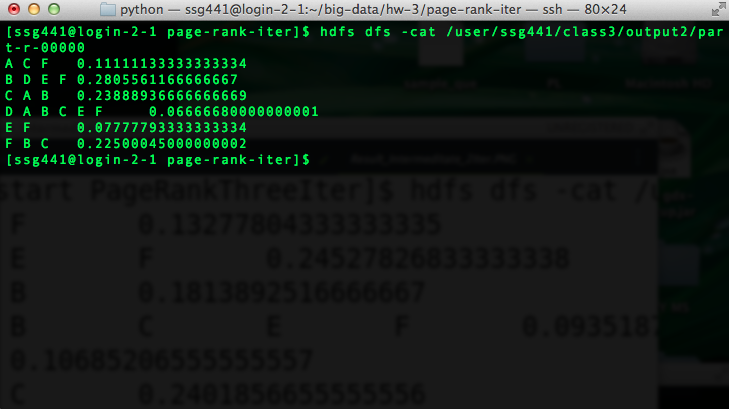 python — ssg441@login-2-1:~/big-data/hw-3/page-rank-iter — ssh — 80×24
[ssg441@login-2-1 page-rank-iter]$ hdfs dfs -cat /user/ssg441/class3/output2/par
t-r-00000
A C F   0.11111133333333334
B D E F 0.2805561166666667
C A B   0.23888936666666669
D A B C E F     0.06666680000000001
E F     0.07777793333333334
F B C   0.22500045000000002
[ssg441@login-2-1 page-rank-iter]$
start PageRankThreeIter]$ hdfs dfs -cat /
F       0.13277804333333335
E       F       0.24527826833333338
B       0.1813892516666667
B       C       E       F       0.093518
0.10685206555555557
C       0.2401856655555556